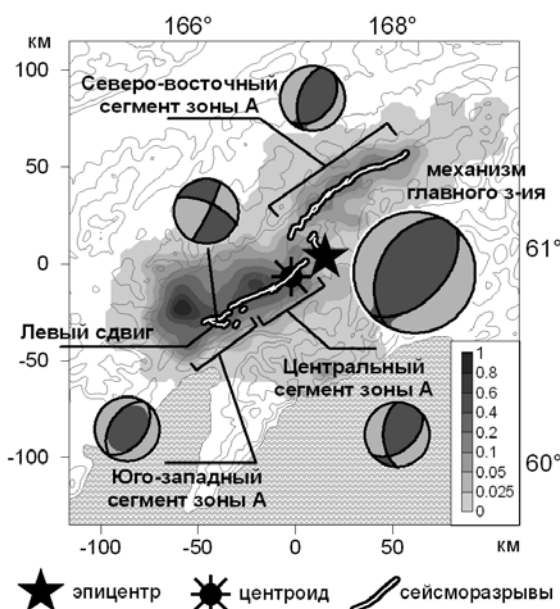 166° 168°
км
100
50
0
-50
-100
Северо-восточный
сегмент зоны А
механизм
главного з-ия
61°
Левый сдвиг
Центральный
сегмент зоны А
Юго-западный
сегмент зоны А
1
0.8
0.6
0.4
0.2
0.1
0.05
0.025
0
60°
-100 -50 0 50 км
эпицентр центроид сейсморазрывы